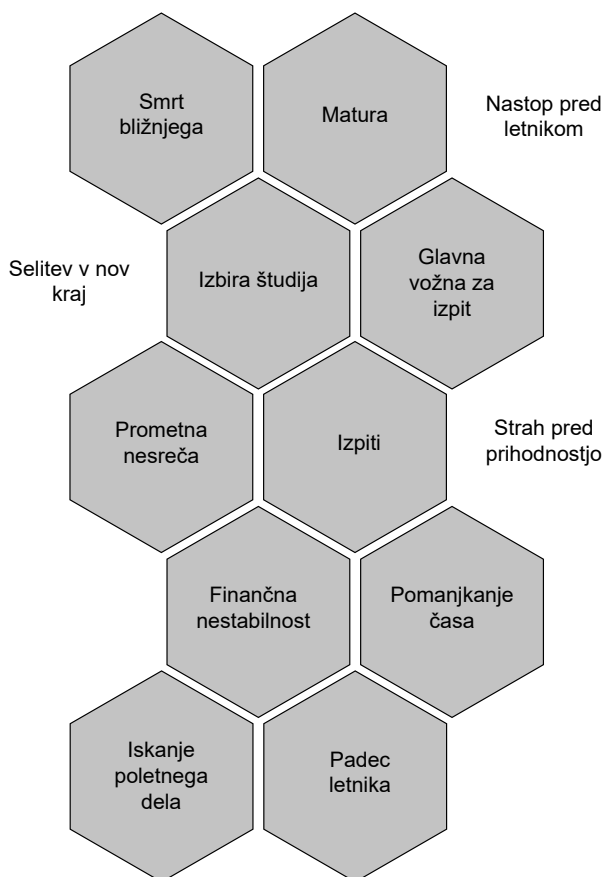 Smrt
bližnjega
Matura
Nastop pred
letnikom
Selitev v nov
kraj
Izbira študija
Glavna
vožna za
izpit
Prometna
nesreča
Izpiti
Strah pred
prihodnostjo
Finančna
nestabilnost
Pomanjkanje
časa
Iskanje
poletnega
dela
Padec
letnika